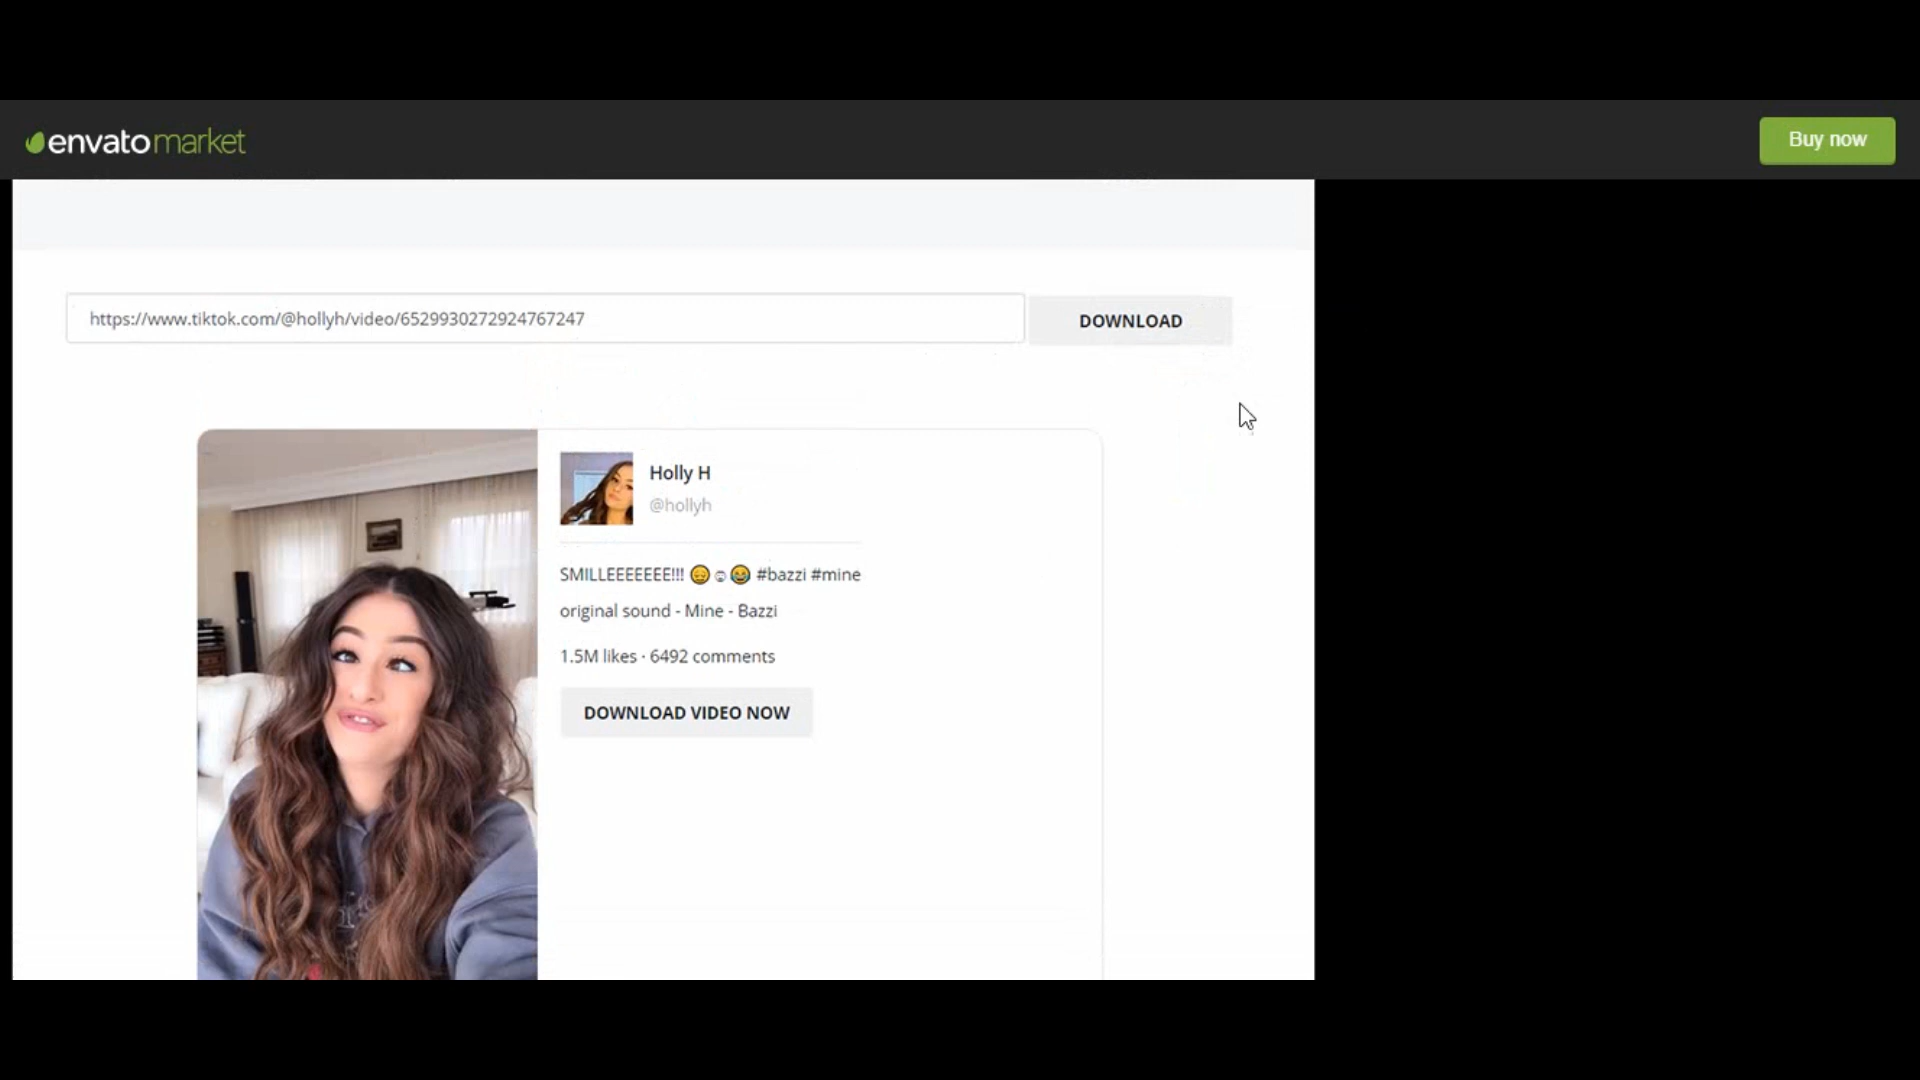 envatomarket
Buy now
https://www.tiktok.com/@hollyh/video/6529930272924767247
DOWNLOAD
Holly H
@hollyh
SMILLEEEEEEE!!! 😔☺😂 #bazzi #mine
original sound - Mine - Bazzi
1.5M likes · 6492 comments
DOWNLOAD VIDEO NOW